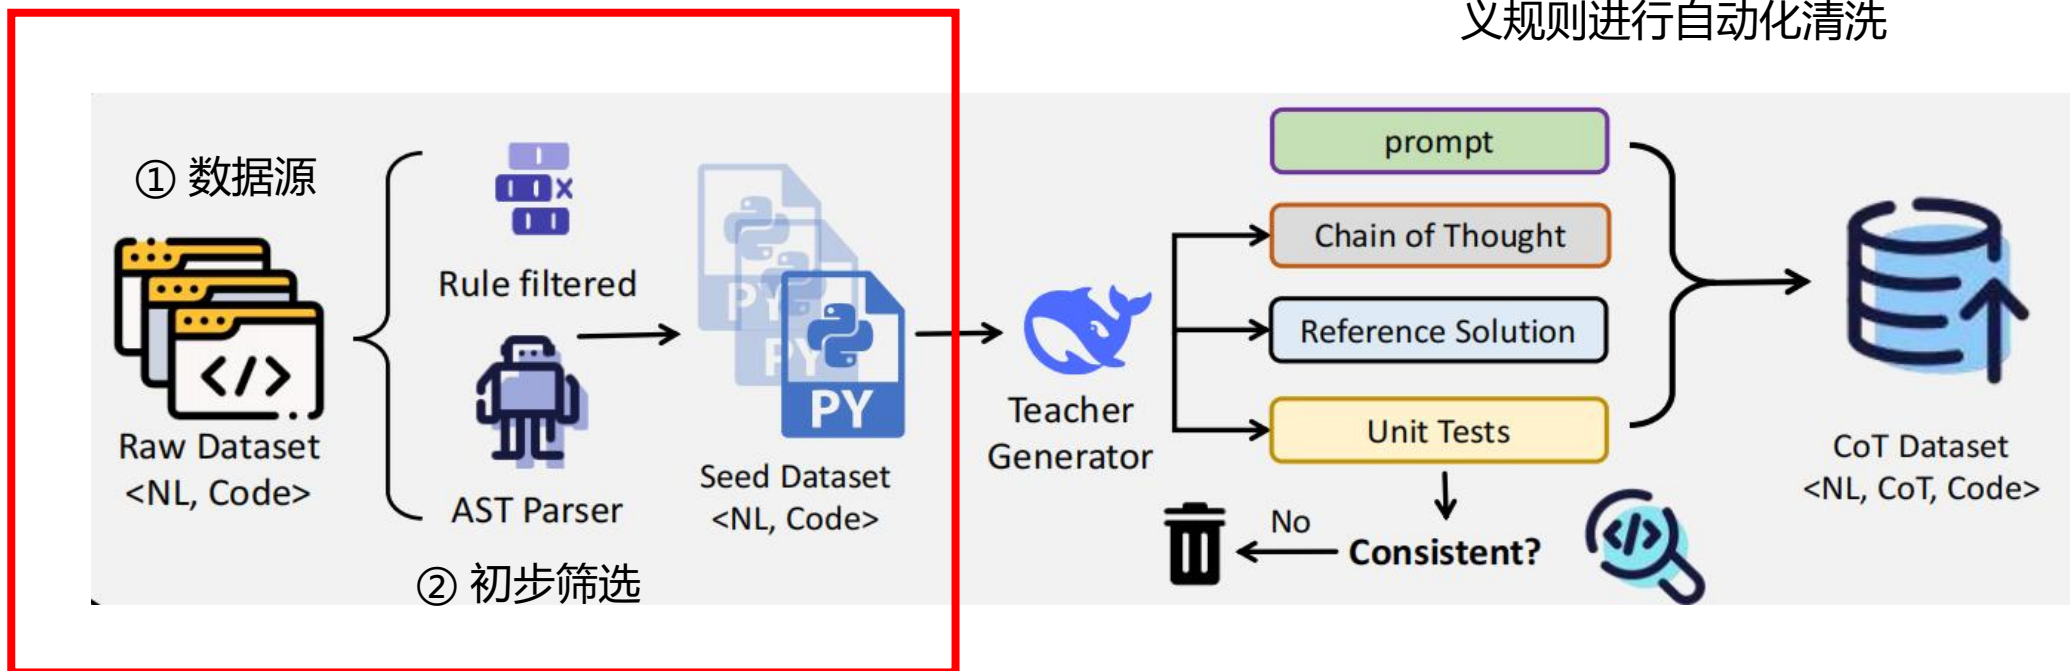 义规则进行自动化清洗
① 数据源
Raw Dataset
<NL, Code>
Rule filtered
AST Parser
② 初步筛选
PY
PY
PY
Seed Dataset
<NL, Code>
Teacher
Generator
prompt
Chain of Thought
Reference Solution
Unit Tests
No
Consistent?
CoT Dataset
<NL, CoT, Code>